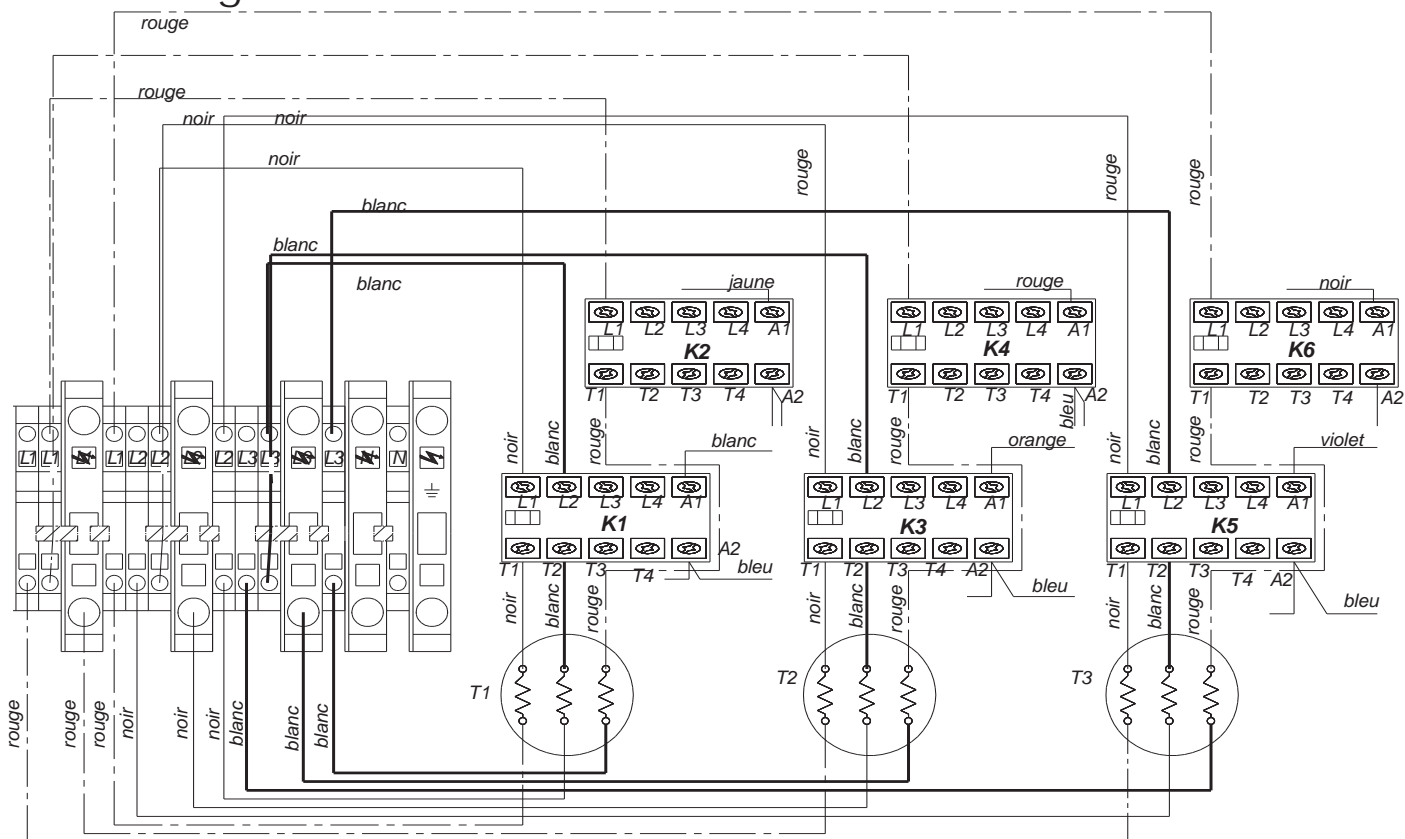 rouge
rouge
noir noir
noir
blanc
blanc
blanc
rouge rouge rouge
jaune rouge noir
L1 L2 L3 L4 A1 L1 L2 L3 L4 A1 L1 L2 L3 L4 A1
K2 K4 K6
T1 T2 T3 T4 A2 T1 T2 T3 T4 A2 T1 T2 T3 T4 A2
bleu
noir blanc rouge noir blanc rouge noir blanc rouge
blanc orange violet
L1 L1 L1 L2 L2 L2 L3 L3 L3 N
L1 L2 L3 L4 A1 L1 L2 L3 L4 A1 L1 L2 L3 L4 A1
K1 K3 K5
T1 T2 T3 T4 A2 T1 T2 T3 T4 A2 T1 T2 T3 T4 A2
bleu bleu bleu
noir blanc rouge noir blanc rouge noir blanc rouge
T1 T2 T3
rouge rouge rouge noir noir noir blanc blanc blanc